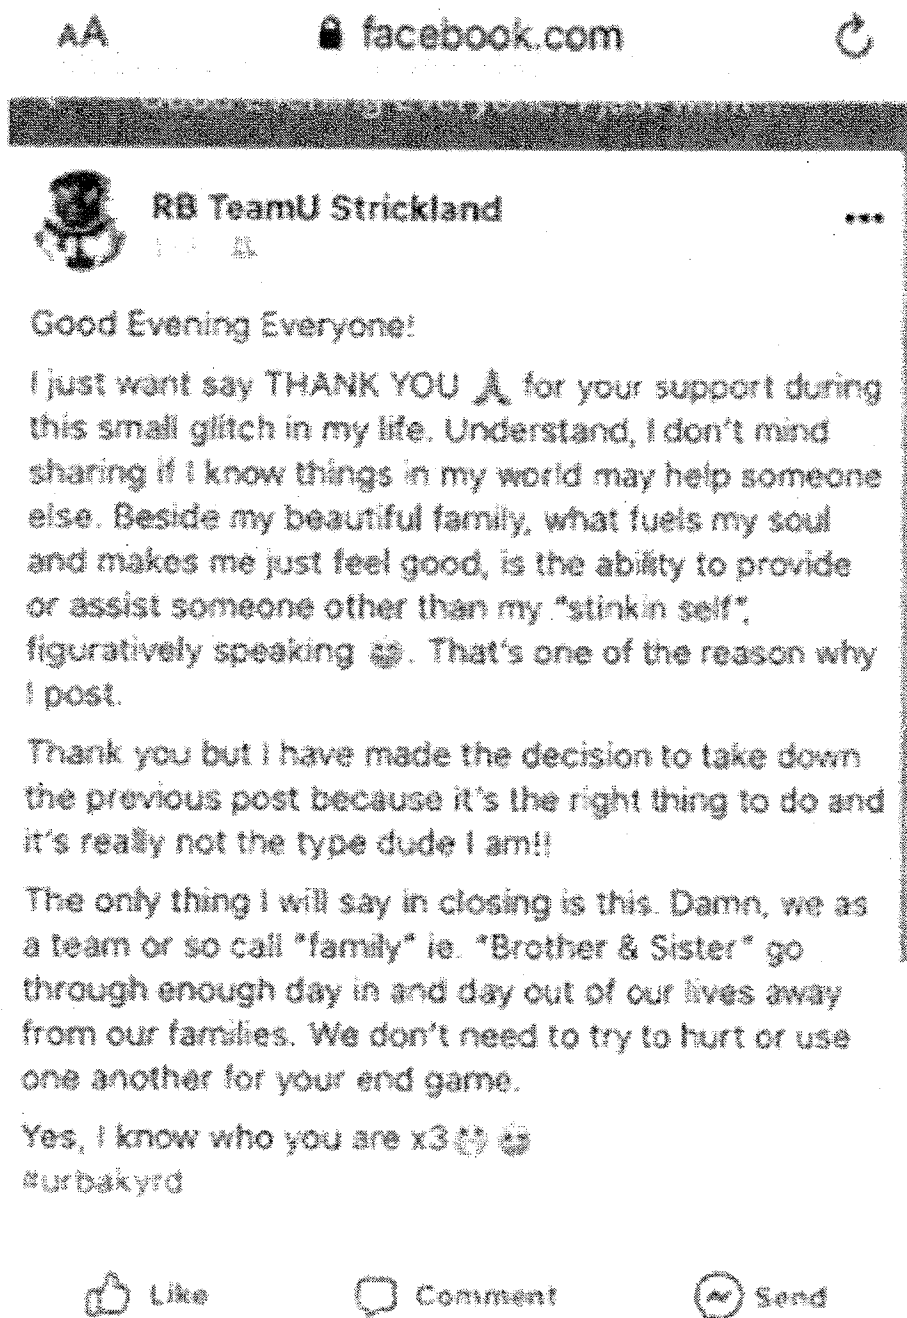 AA facebook.com
RB TeamU Strickland
Good Evening Everyone!
I just want say THANK YOU 🙏 for your support during
this small glitch in my life. Understand, I don't mind
sharing if I know things in my world may help someone
else. Beside my beautiful family, what fuels my soul
and makes me just feel good, is the ability to provide
or assist someone other than my "stinkin self",
figuratively speaking 😂. That's one of the reason why
I post.
Thank you but I have made the decision to take down
the previous post because it's the right thing to do and
it's really not the type dude I am!!
The only thing I will say in closing is this. Damn, we as
a team or so call "family" ie. "Brother & Sister" go
through enough day in and day out of our lives away
from our families. We don't need to try to hurt or use
one another for your end game.
Yes, I know who you are x3
#urbakyrd
Like Comment Send